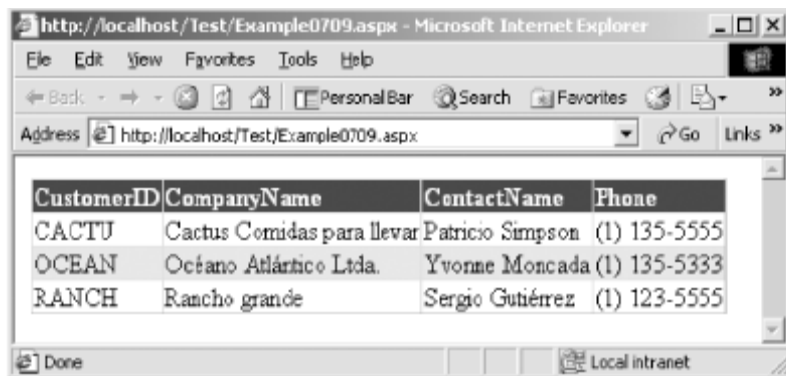 http://localhost/Test/Example0709.aspx - Microsoft Internet Explorer
File Edit View Favorites Tools Help
Back Personal Bar Search Favorites »
Address http://localhost/Test/Example0709.aspx Go Links »
CustomerID CompanyName ContactName Phone
CACTU Cactus Comidas para llevar Patricio Simpson (1) 135-5555
OCEAN Océano Atlántico Ltda. Yvonne Moncada (1) 135-5333
RANCH Rancho grande Sergio Gutiérrez (1) 123-5555
Done Local intranet